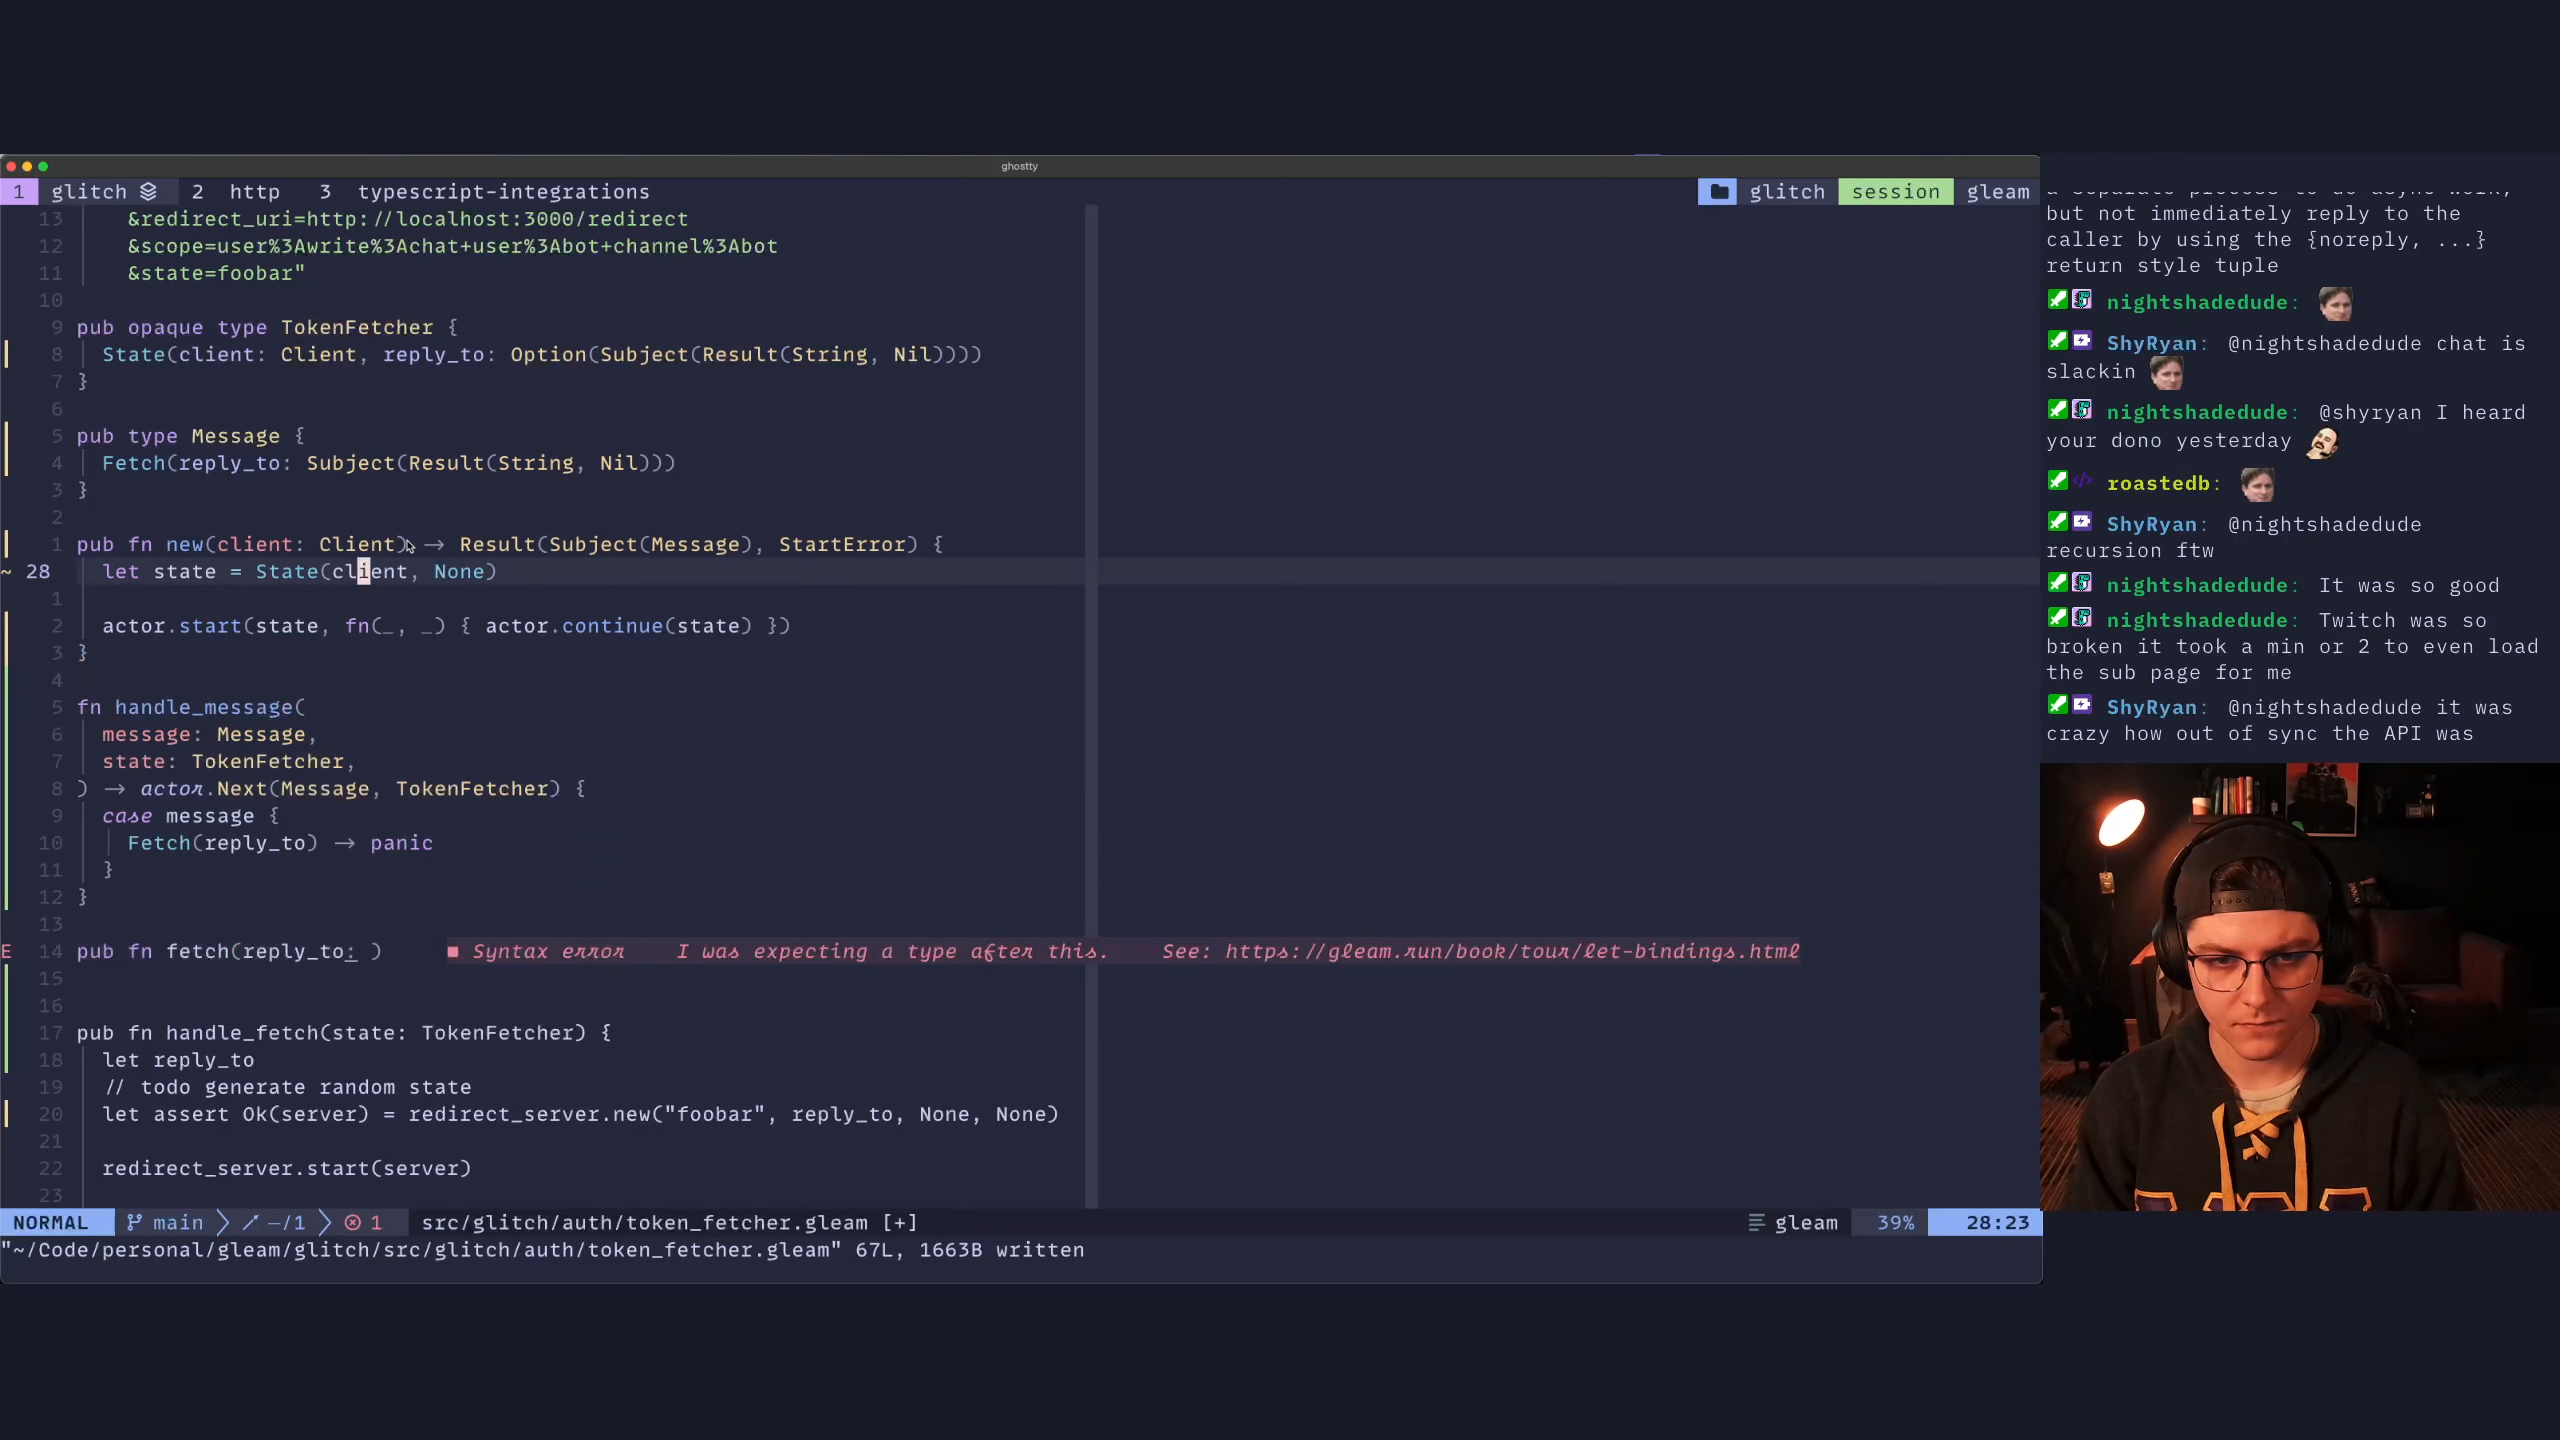 ghostty
1 glitch 2 http 3 typescript-integrations glitch session gleam
13 &redirect_uri=http://localhost:3000/redirect
12 &scope=user%3Awrite%3Achat+user%3Abot+channel%3Abot
11 &state=foobar"
10
9 pub opaque type TokenFetcher {
8 State(client: Client, reply_to: Option(Subject(Result(String, Nil))))
7 }
6
5 pub type Message {
4 Fetch(reply_to: Subject(Result(String, Nil)))
3 }
2
1 pub fn new(client: Client) -> Result(Subject(Message), StartError) {
~ 28 let state = State(client, None)
1
2 actor.start(state, fn(_, _) { actor.continue(state) })
3 }
4
5 fn handle_message(
6 message: Message,
7 state: TokenFetcher,
8 ) -> actor.Next(Message, TokenFetcher) {
9 case message {
10 Fetch(reply_to) -> panic
11 }
12 }
13
E 14 pub fn fetch(reply_to: ) ■ Syntax error I was expecting a type after this. See: https://gleam.run/book/tour/let-bindings.html
15
16
17 pub fn handle_fetch(state: TokenFetcher) {
18 let reply_to
19 // todo generate random state
20 let assert Ok(server) = redirect_server.new("foobar", reply_to, None, None)
21
22 redirect_server.start(server)
23
NORMAL main -/1 1 src/glitch/auth/token_fetcher.gleam [+] gleam 39% 28:23
"~/Code/personal/gleam/glitch/src/glitch/auth/token_fetcher.gleam" 67L, 1663B written
a separate process to do async work,
but not immediately reply to the
caller by using the {noreply, ...}
return style tuple
nightshadedude:
ShyRyan: @nightshadedude chat is
slackin
nightshadedude: @shyryan I heard
your dono yesterday
roastedb:
ShyRyan: @nightshadedude
recursion ftw
nightshadedude: It was so good
nightshadedude: Twitch was so
broken it took a min or 2 to even load
the sub page for me
ShyRyan: @nightshadedude it was
crazy how out of sync the API was